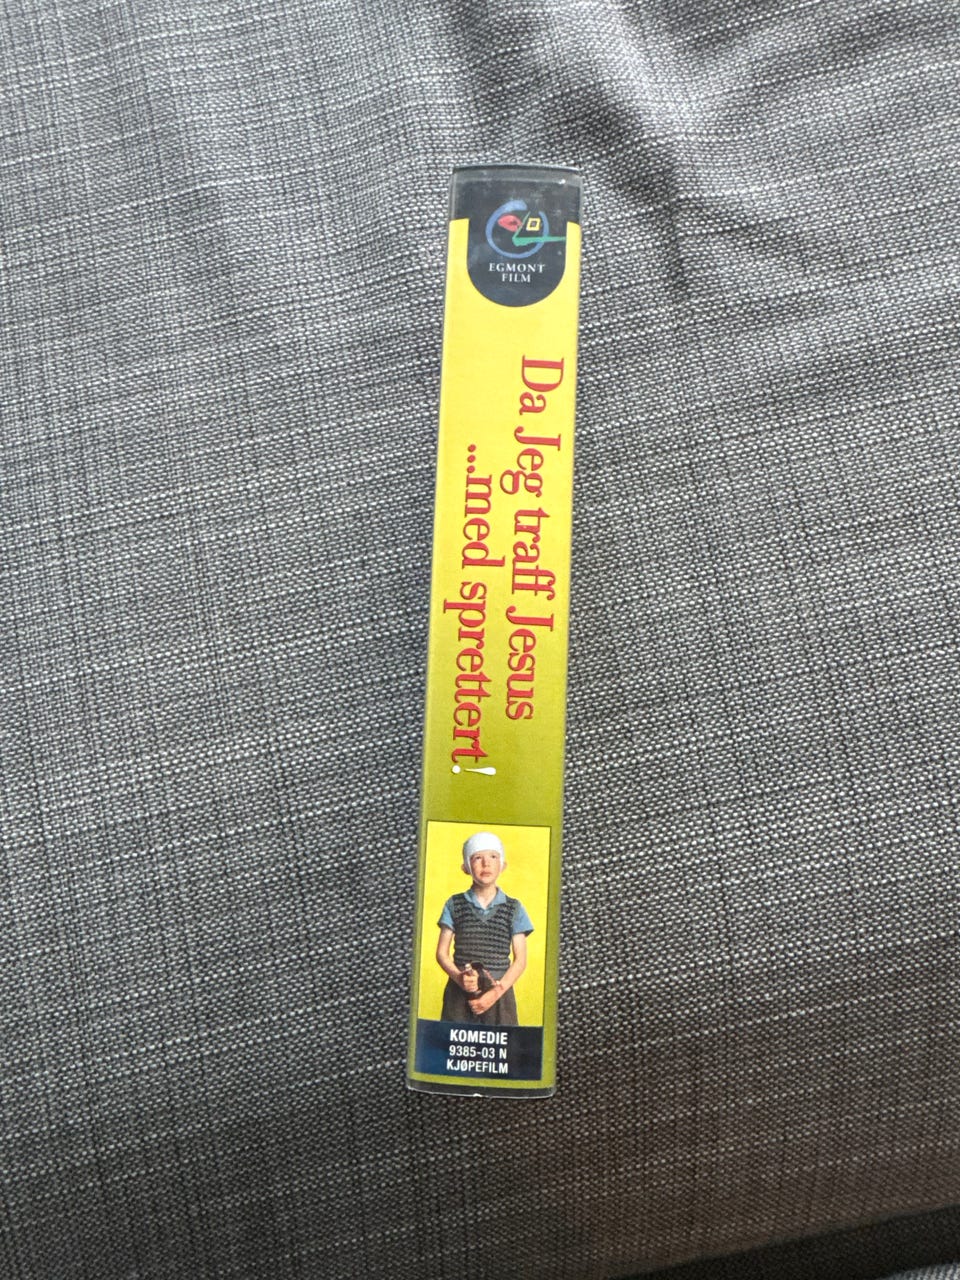 EGMONT
FILM
Da Jeg traff Jesus
...med sprettert!
KOMEDIE
9385-03 N
KJØPEFILM